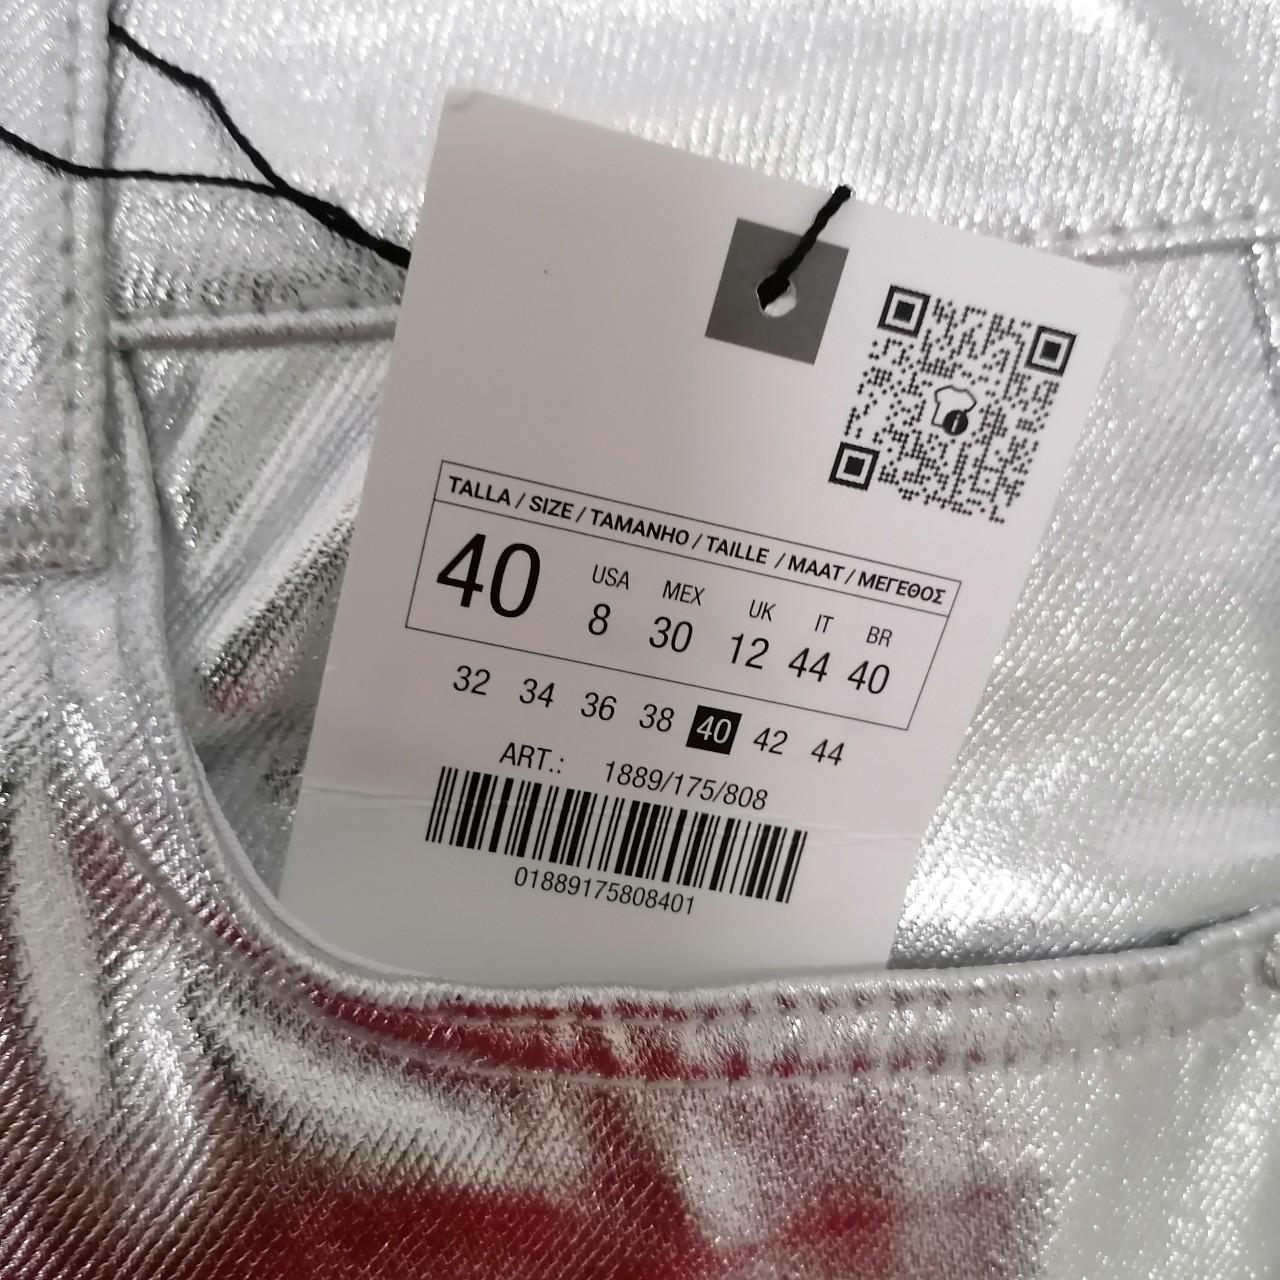 TALLA / SIZE / TAMANHO / TAILLE / MAAT / ΜΕΓΕΘΟΣ
40
USA MEX UK IT BR
8 30 12 44 40
32 34 36 38 40 42 44
ART.: 1889/175/808
01889175808401